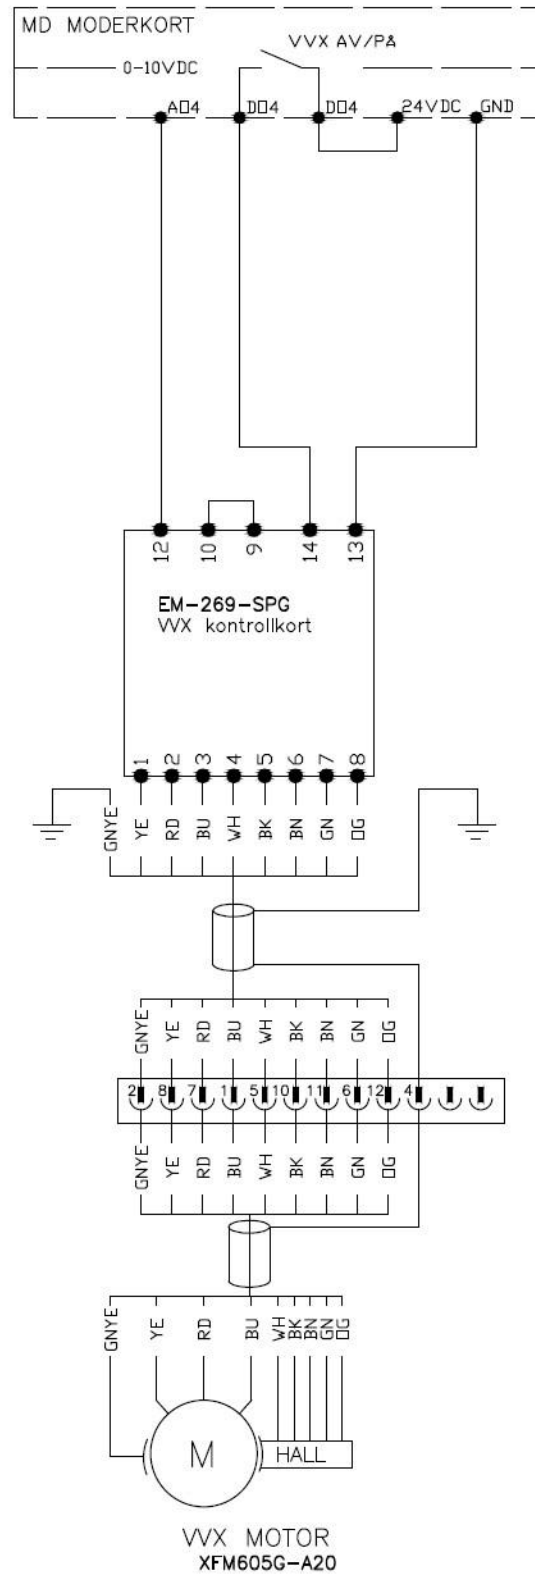 MD MODERKORT
VVX AV/PÅ
0-10VDC
AO4 DO4 DO4 24VDC GND
12 10 9 14 13
EM-269-SPG
VVX kontrollkort
1 2 3 4 5 6 7 8
GNYE YE RD BU WH BK BN GN OG
GNYE YE RD BU WH BK BN GN OG
2 8 7 1 5 10 11 6 12 4
GNYE YE RD BU WH BK BN GN OG
GNYE YE RD BU WH BK BN GN OG
M HALL
VVX MOTOR
XFM605G-A20